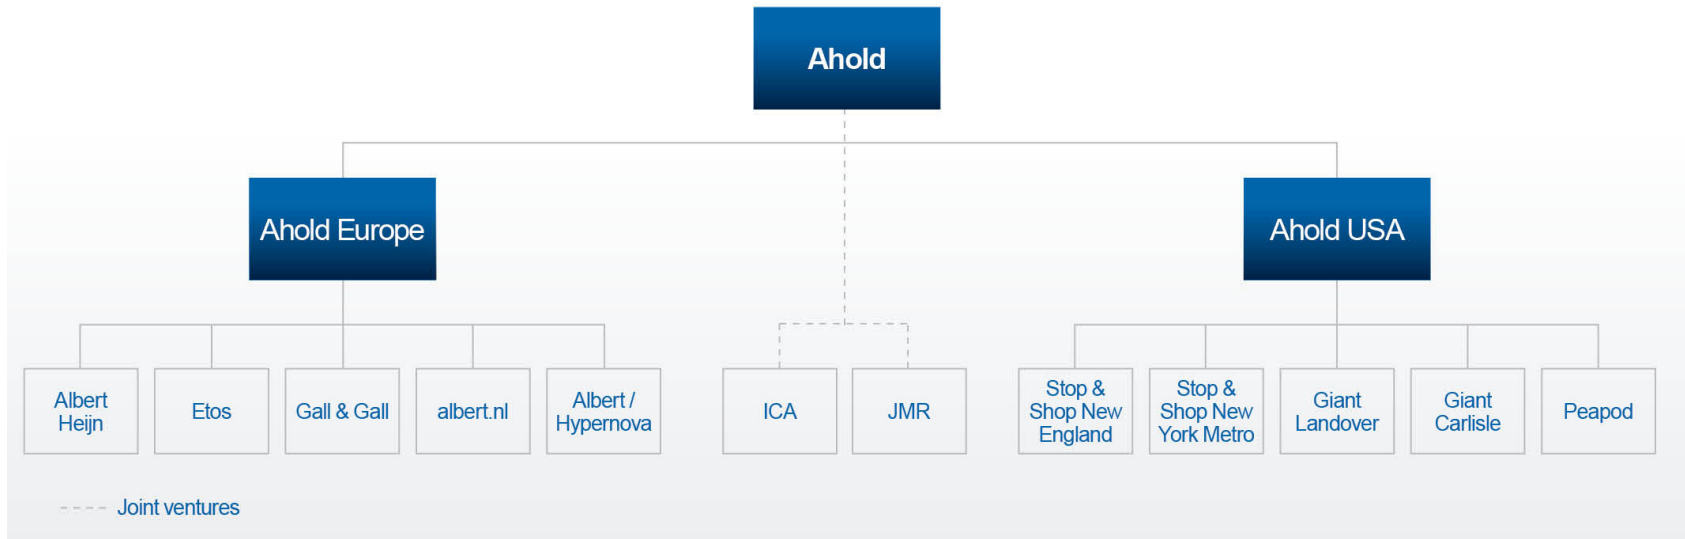 Ahold
Ahold Europe
Ahold USA
Albert
Heijn
Etos
Gall & Gall
albert.nl
Albert /
Hypernova
ICA
JMR
Stop &
Shop New
England
Stop &
Shop New
York Metro
Giant
Landover
Giant
Carlisle
Peapod
Joint ventures